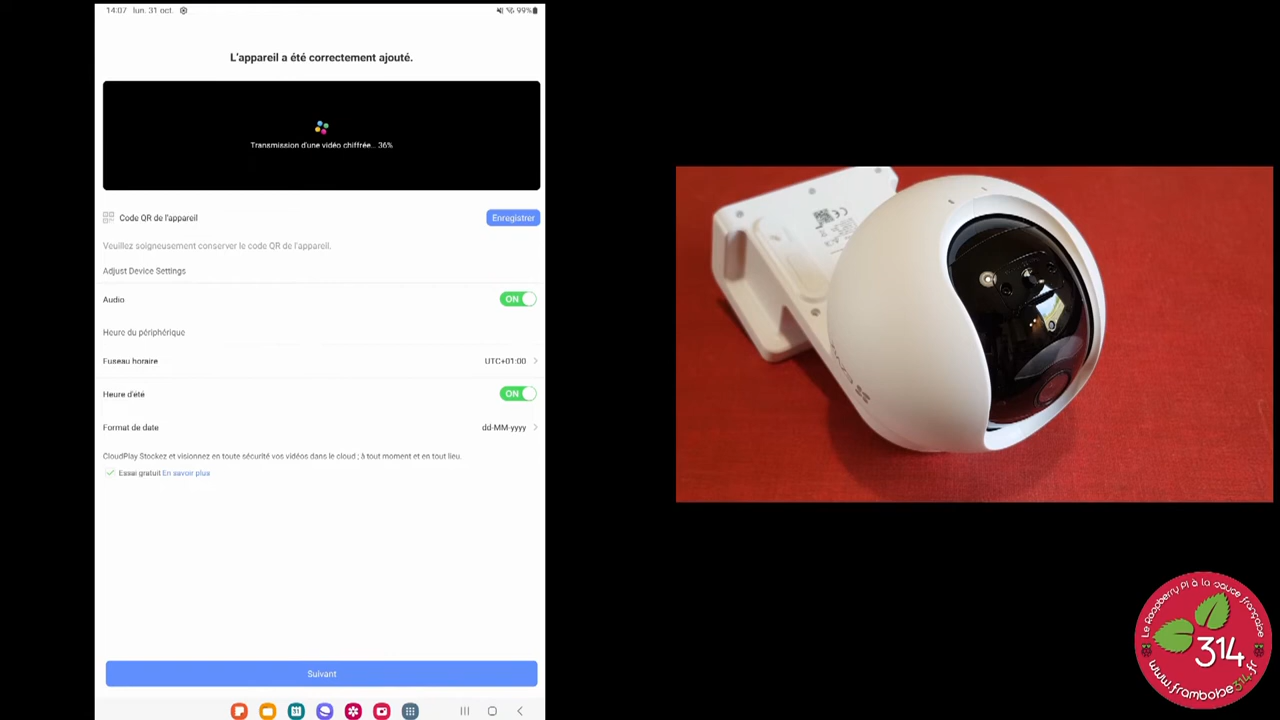 14.07 lun. 31 oct. 99%
L'appareil a été correctement ajouté.
Transmission d'une vidéo chiffrée... 36%
Code QR de l'appareil
Enregistrer
Veuillez soigneusement conserver le code QR de l'appareil.
Adjust Device Settings
Audio
ON
Heure du périphérique
Fuseau horaire
UTC+01:00
Heure d'été
ON
Format de date
dd-MM-yyyy
CloudPlay Stockez et visionnez en toute sécurité vos vidéos dans le cloud ; à tout moment et en tout lieu.
Essai gratuit En savoir plus
Suivant
Le Raspberry PI à la sauce française
314
www.framboise314.fr